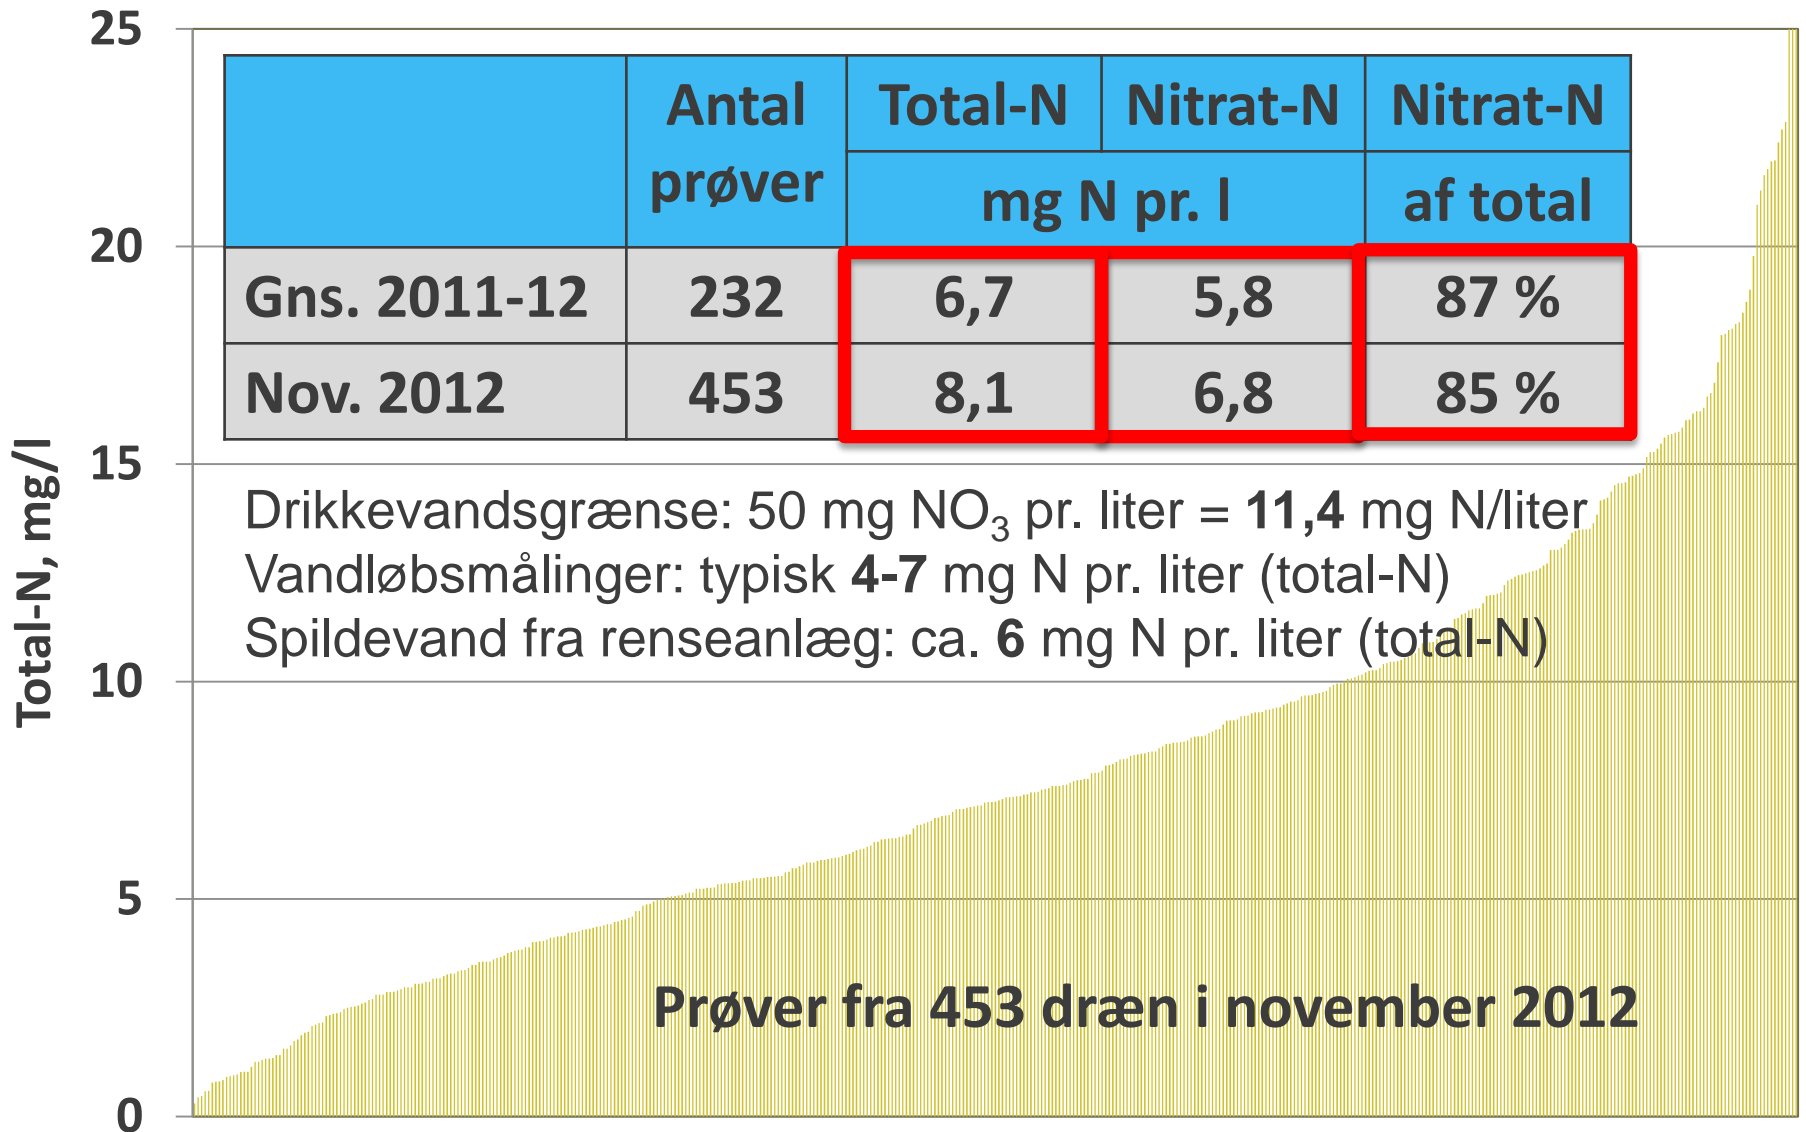 Total-N, mg/l
25
20
15
10
5
0
Antal prøver Total-N Nitrat-N Nitrat-N
mg N pr. l af total
Gns. 2011-12 232 6,7 5,8 87 %
Nov. 2012 453 8,1 6,8 85 %
Drikkevandsgrænse: 50 mg NO₃ pr. liter = 11,4 mg N/liter
Vandløbsmålinger: typisk 4-7 mg N pr. liter (total-N)
Spildevand fra renseanlæg: ca. 6 mg N pr. liter (total-N)
Prøver fra 453 dræn i november 2012